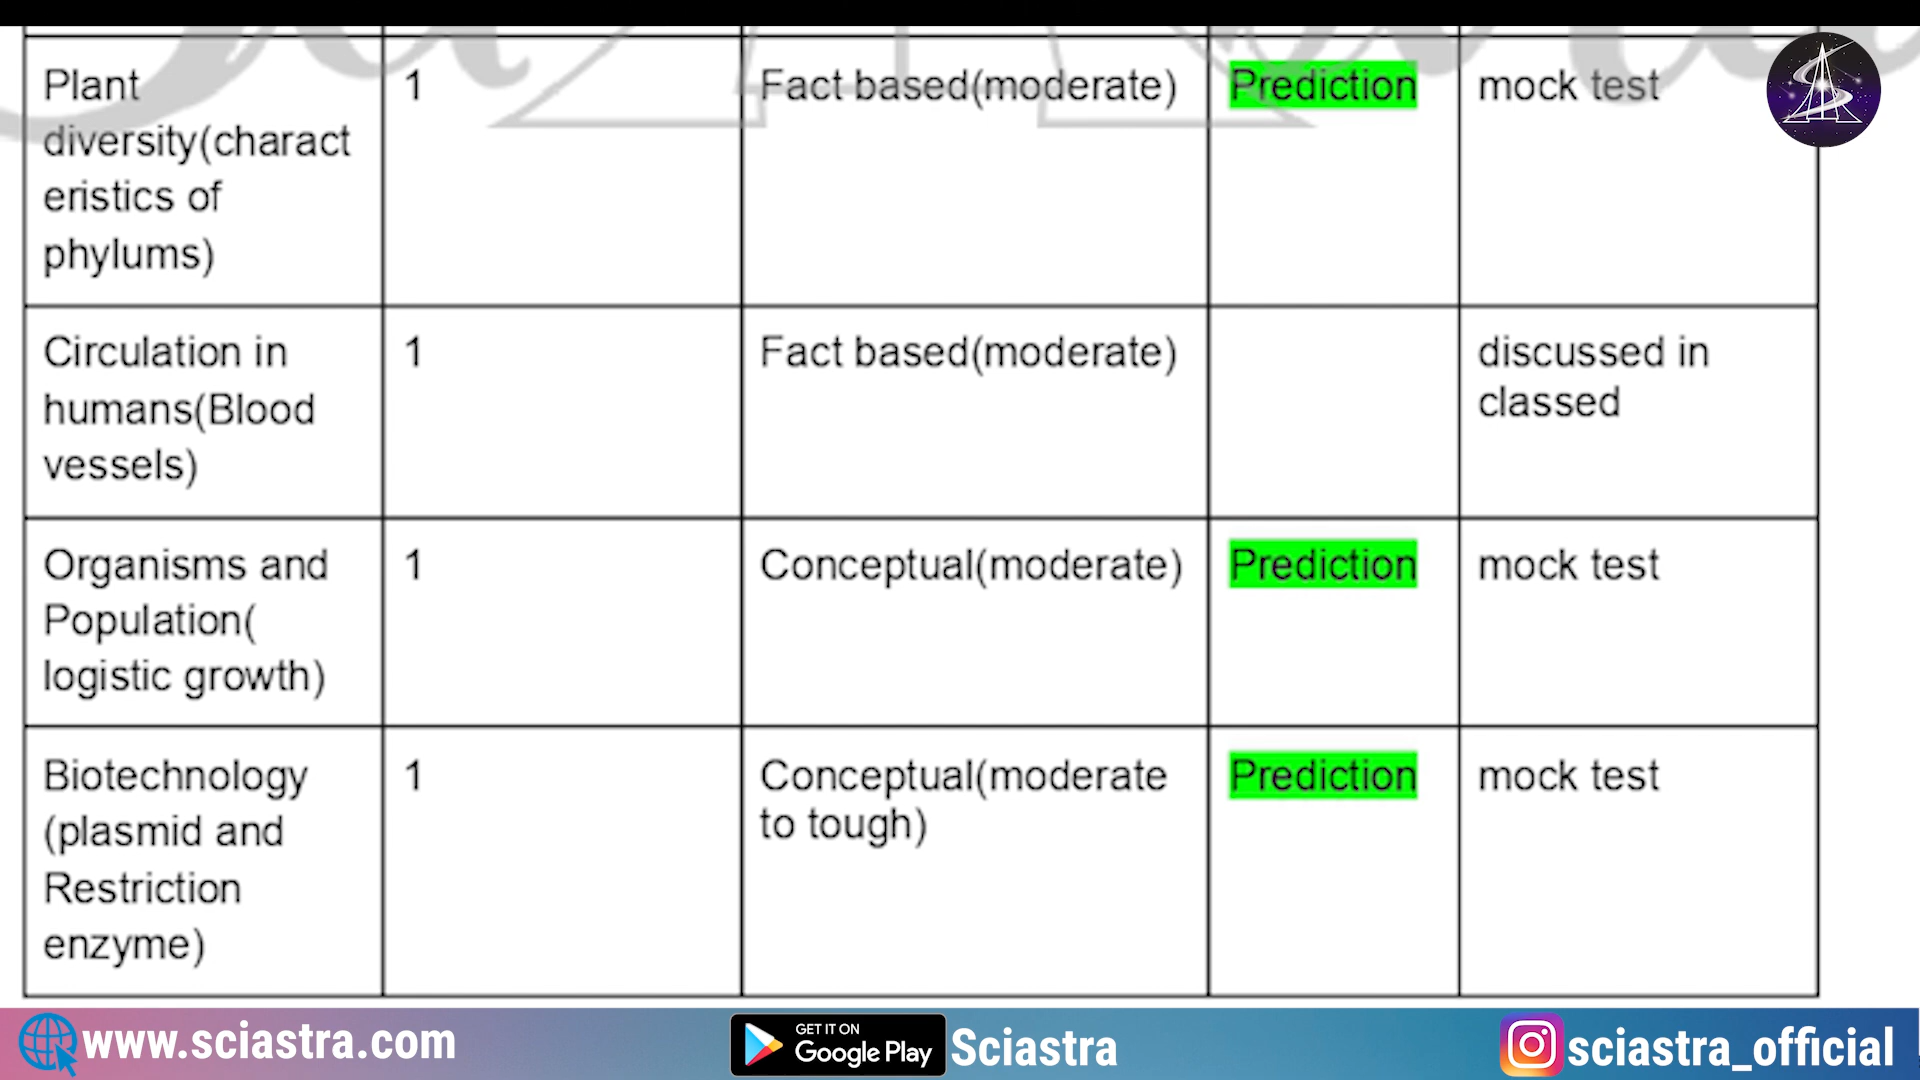 Plant
diversity(charact
eristics of
phylums)
1
Fact based(moderate)
Prediction
mock test
Circulation in
humans(Blood
vessels)
1
Fact based(moderate)
discussed in
classed
Organisms and
Population(
logistic growth)
1
Conceptual(moderate)
Prediction
mock test
Biotechnology
(plasmid and
Restriction
enzyme)
1
Conceptual(moderate
to tough)
Prediction
mock test
www.sciastra.com
GET IT ON
Google Play
Sciastra
sciastra_official